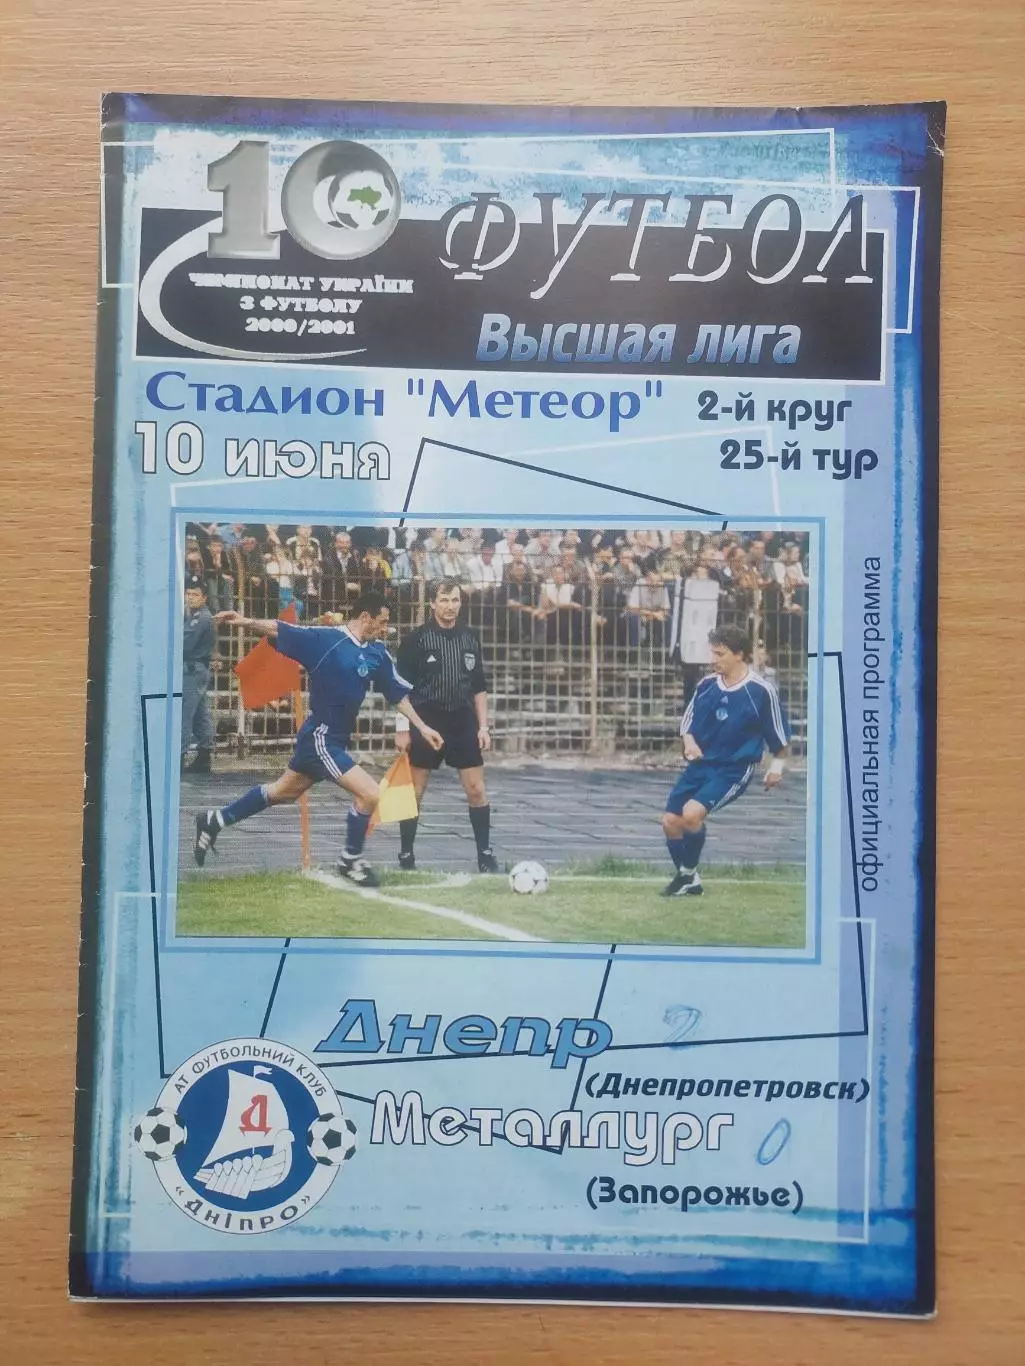 10
ЧЕМПІОНАТ УКРАЇНИ
З ФУТБОЛУ
2000/2001
ФУТБОЛ
Высшая лига
Стадион "Метеор"
2-й круг
10 июня
25-й тур
официальная программа
Днепр 2
(Днепропетровск)
Металлург 0
(Запорожье)
АТ ФУТБОЛЬНИЙ КЛУБ
Д
«ДНІПРО»